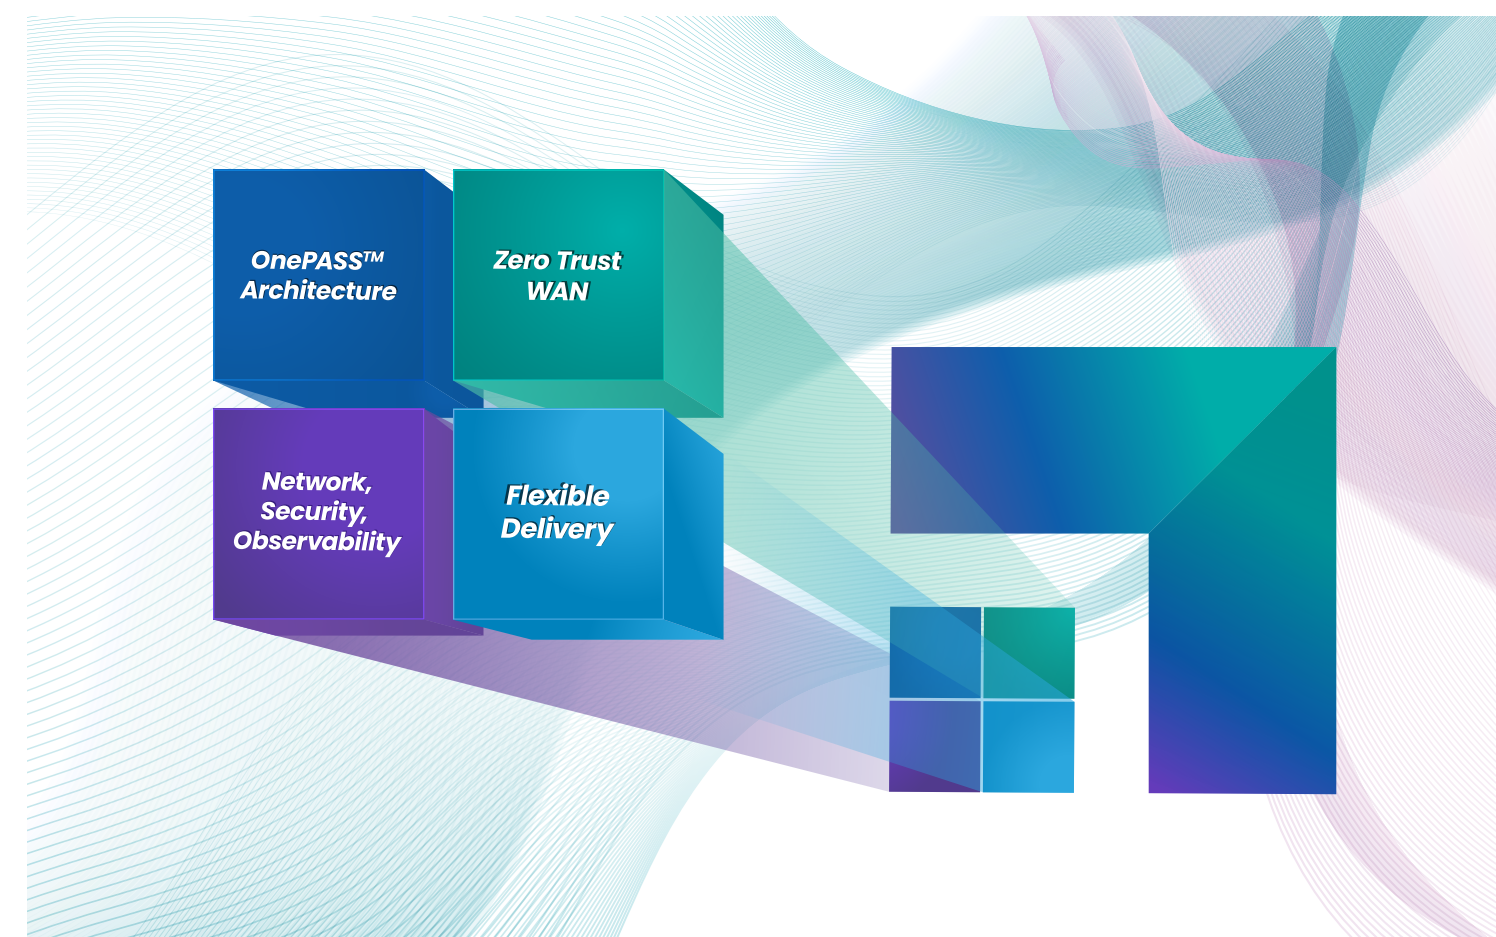 OnePASS™
Architecture
Zero Trust
WAN
Network,
Security,
Observability
Flexible
Delivery